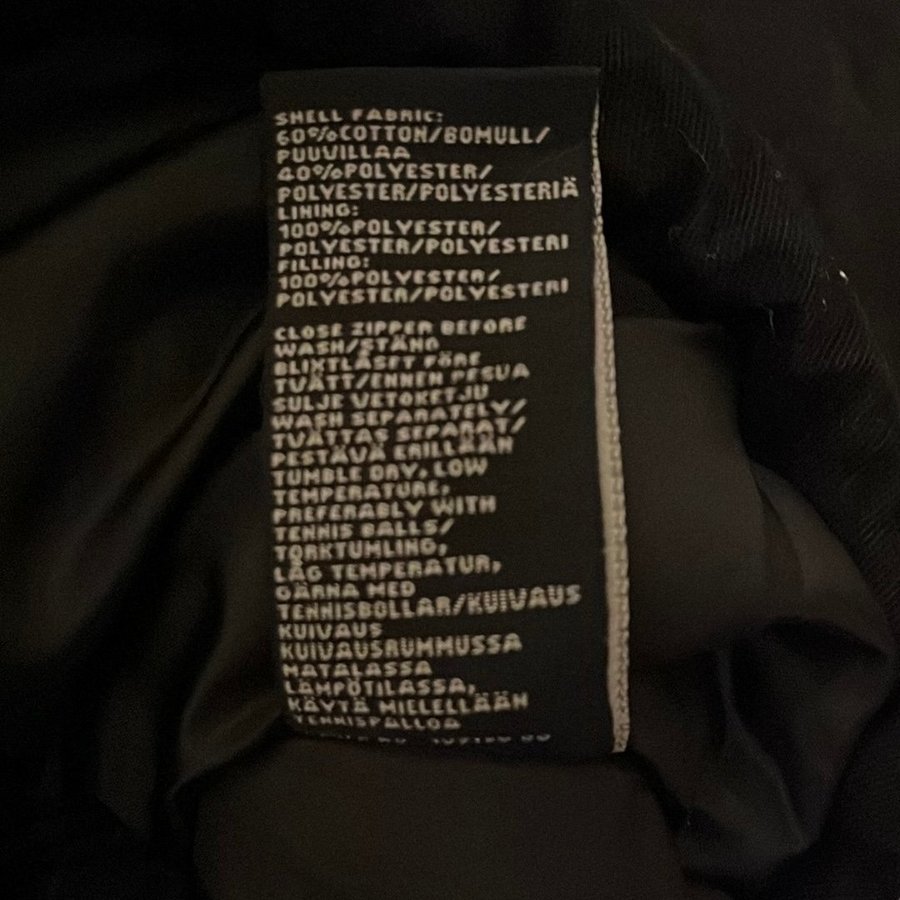 SHELL FABRIC:
60%COTTON/BOMULL/
PUUVILLAA
40%POLYESTER/
POLYESTER/POLYESTERIÄ
LINING:
100%POLYESTER/
POLYESTER/POLYESTERI
FILLING:
100%POLYESTER/
POLYESTER/POLYESTERI
CLOSE ZIPPER BEFORE
WASH/STÄNG
BLIXTLÅSET FÖRE
TVÄTT/ENNEN PESUA
SULJE VETOKETJU
WASH SEPARATELY/
TVÄTTAS SEPARAT/
PESTÄVÄ ERILLÄÄN
TUMBLE DRY, LOW
TEMPERATURE,
PREFERABLY WITH
TENNIS BALLS/
TORKTUMLING,
LÅG TEMPERATUR,
GÄRNA MED
TENNISBOLLAR/KUIVAUS
KUIVAUS
KUIVAUSRUMMUSSA
MATALASSA
LÄMPÖTILASSA,
KÄYTÄ MIELELLÄÄN
TENNISPALLOA